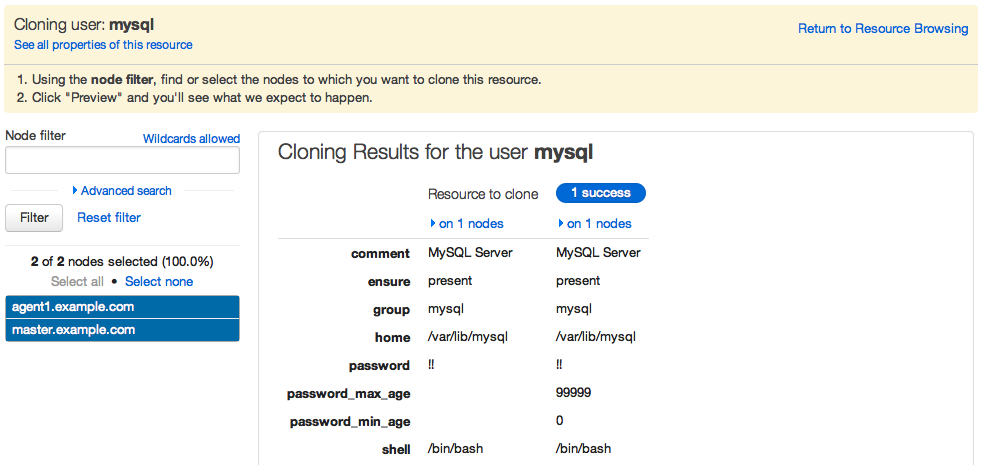 Cloning user: mysql
Return to Resource Browsing
See all properties of this resource
1. Using the node filter, find or select the nodes to which you want to clone this resource.
2. Click "Preview" and you'll see what we expect to happen.
Node filter
Wildcards allowed
Advanced search
Filter
Reset filter
2 of 2 nodes selected (100.0%)
Select all • Select none
agent1.example.com
master.example.com
Cloning Results for the user mysql
Resource to clone 1 success
on 1 nodes on 1 nodes
comment MySQL Server MySQL Server
ensure present present
group mysql mysql
home /var/lib/mysql /var/lib/mysql
password !! !!
password_max_age 99999
password_min_age 0
shell /bin/bash /bin/bash